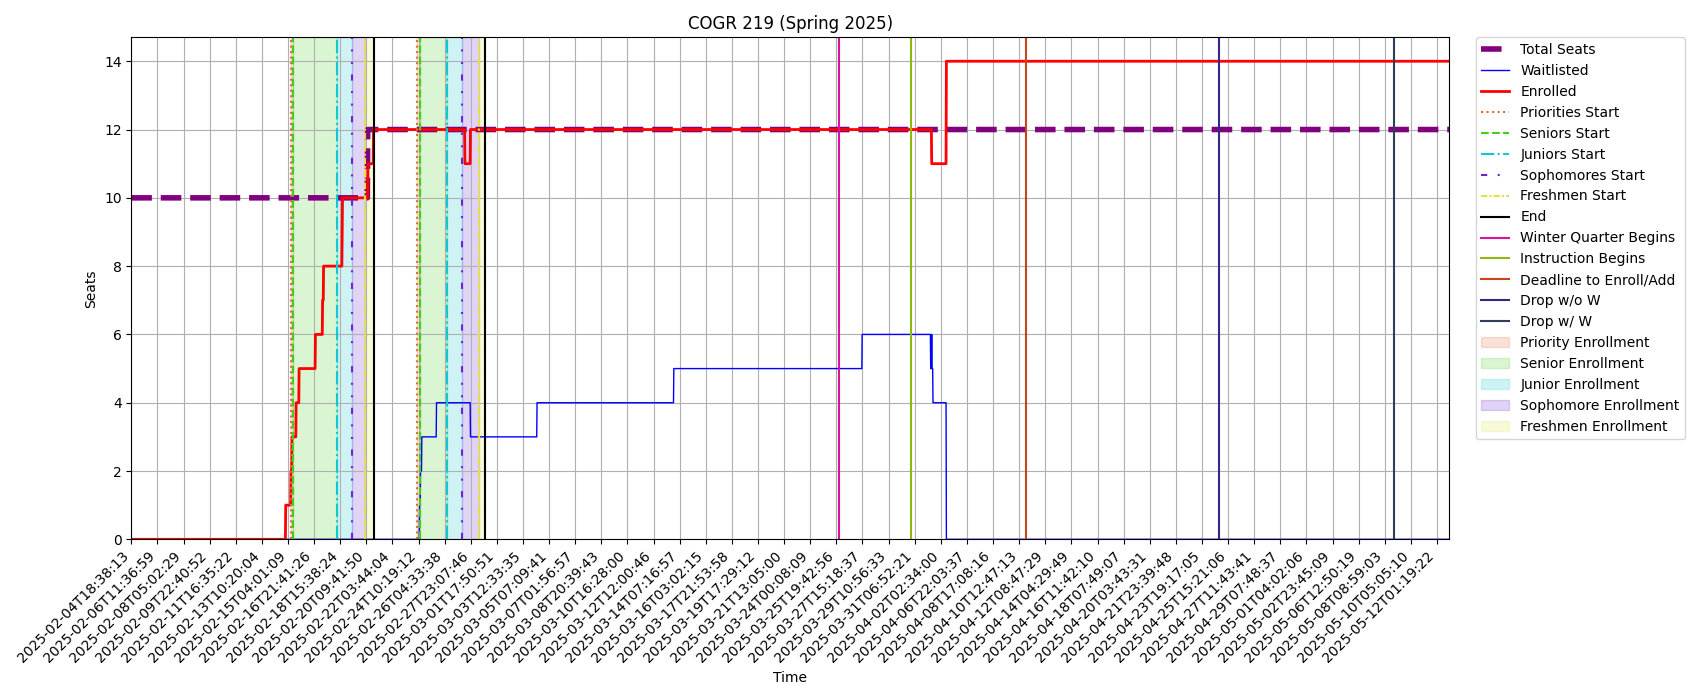 COGR 219 (Spring 2025)
Seats
14
12
10
8
6
4
2
0
2025-02-04T18:38:13
2025-02-06T11:36:59
2025-02-08T05:02:29
2025-02-09T22:40:52
2025-02-11T16:35:22
2025-02-13T10:20:04
2025-02-15T04:01:09
2025-02-16T21:41:26
2025-02-18T15:38:24
2025-02-20T09:41:50
2025-02-22T03:44:04
2025-02-24T10:19:12
2025-02-26T04:33:38
2025-02-27T23:07:46
2025-03-01T17:50:51
2025-03-03T12:33:35
2025-03-05T07:09:41
2025-03-07T01:56:57
2025-03-08T20:39:43
2025-03-10T16:28:00
2025-03-12T12:00:46
2025-03-14T07:16:57
2025-03-16T03:02:15
2025-03-17T21:53:58
2025-03-19T17:29:12
2025-03-21T13:05:00
2025-03-24T00:08:09
2025-03-25T19:42:56
2025-03-27T15:18:37
2025-03-29T10:56:33
2025-03-31T06:52:21
2025-04-02T02:34:00
2025-04-06T22:03:37
2025-04-08T17:08:16
2025-04-10T12:47:13
2025-04-12T08:47:29
2025-04-14T04:29:49
2025-04-16T11:42:10
2025-04-18T07:49:07
2025-04-20T03:43:31
2025-04-21T23:39:48
2025-04-23T19:17:05
2025-04-25T15:21:06
2025-04-27T11:43:41
2025-04-29T07:48:37
2025-05-01T04:02:06
2025-05-02T23:45:09
2025-05-06T12:50:19
2025-05-08T08:59:03
2025-05-10T05:05:10
2025-05-12T01:19:22
Time
Total Seats
Waitlisted
Enrolled
Priorities Start
Seniors Start
Juniors Start
Sophomores Start
Freshmen Start
End
Winter Quarter Begins
Instruction Begins
Deadline to Enroll/Add
Drop w/o W
Drop w/ W
Priority Enrollment
Senior Enrollment
Junior Enrollment
Sophomore Enrollment
Freshmen Enrollment